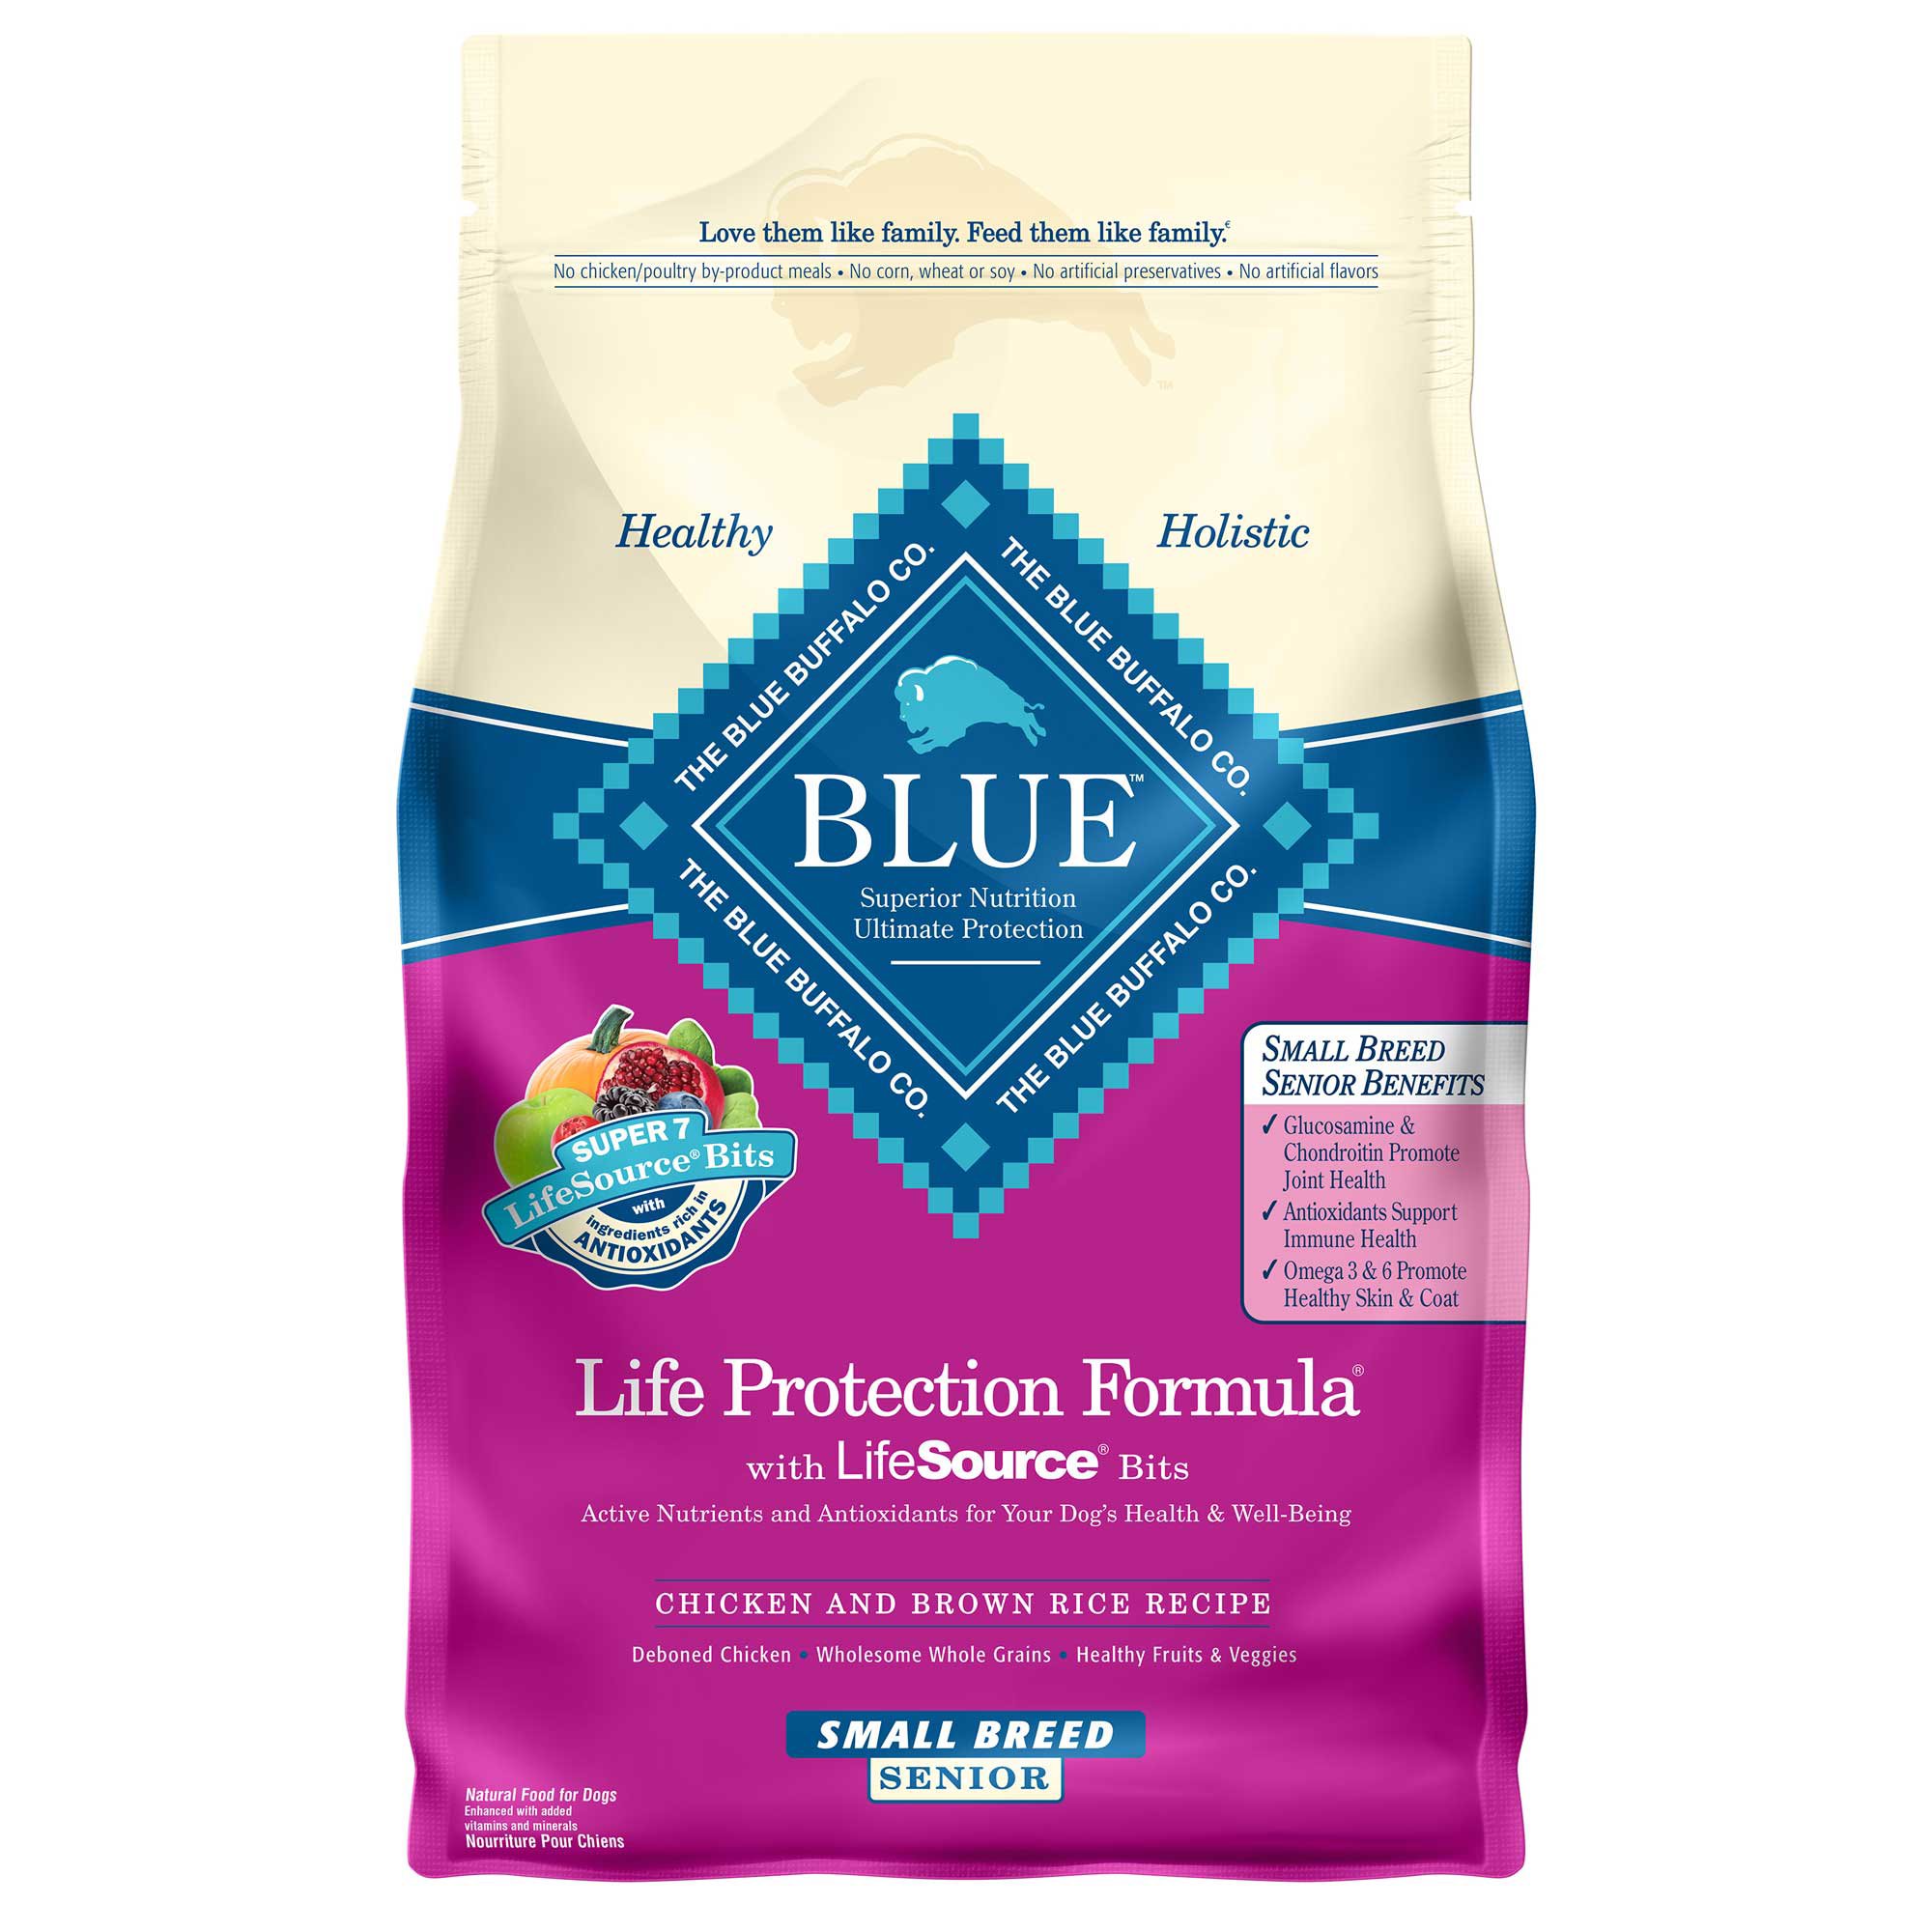 Love them like family. Feed them like family.€
No chicken/poultry by-product meals • No corn, wheat or soy • No artificial preservatives • No artificial flavors
TM
Healthy
Holistic
THE BLUE BUFFALO CO.
THE BLUE BUFFALO CO.
BLUE™
Superior Nutrition
Ultimate Protection
THE BLUE BUFFALO CO.
THE BLUE BUFFALO CO.
SUPER 7
LifeSource® Bits
with
ingredients rich in
ANTIOXIDANTS
SMALL BREED
SENIOR BENEFITS
✓ Glucosamine &
Chondroitin Promote
Joint Health
✓ Antioxidants Support
Immune Health
✓ Omega 3 & 6 Promote
Healthy Skin & Coat
Life Protection Formula®
with LifeSource® Bits
Active Nutrients and Antioxidants for Your Dog's Health & Well-Being
CHICKEN AND BROWN RICE RECIPE
Deboned Chicken • Wholesome Whole Grains • Healthy Fruits & Veggies
SMALL BREED
SENIOR
Natural Food for Dogs
Enhanced with added
vitamins and minerals
Nourriture Pour Chiens